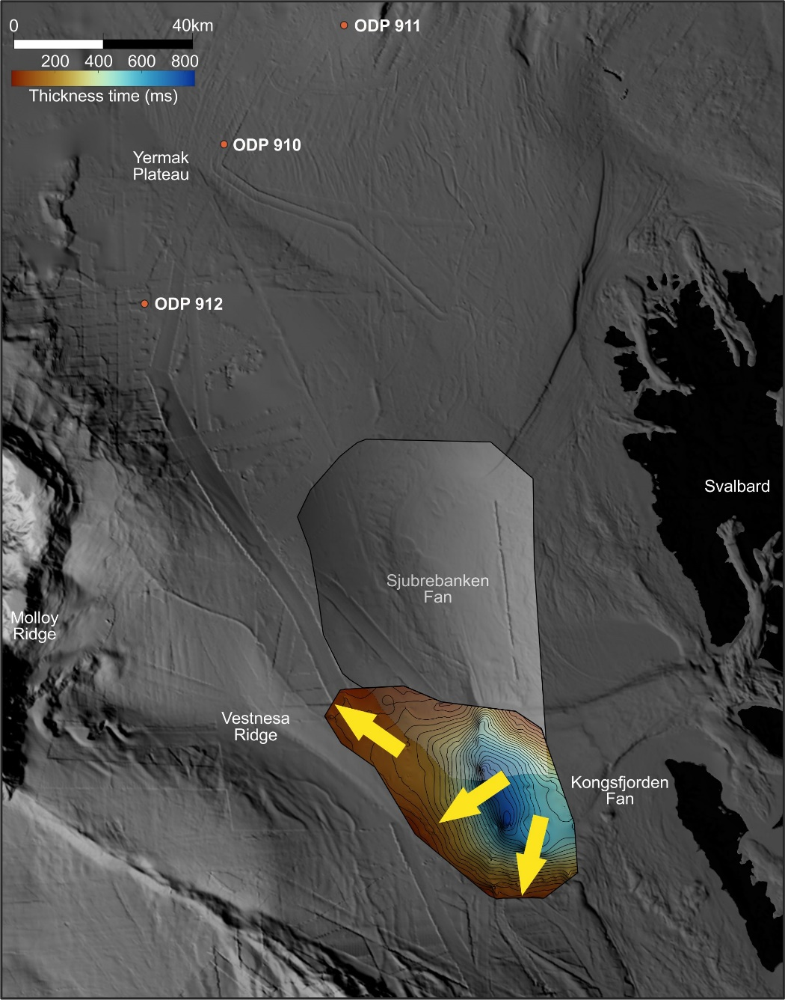 0 40km
200 400 600 800
Thickness time (ms)
ODP 911
ODP 910
Yermak
Plateau
ODP 912
Svalbard
Sjubrebanken
Fan
Molloy
Ridge
Vestnesa
Ridge
Kongsfjorden
Fan